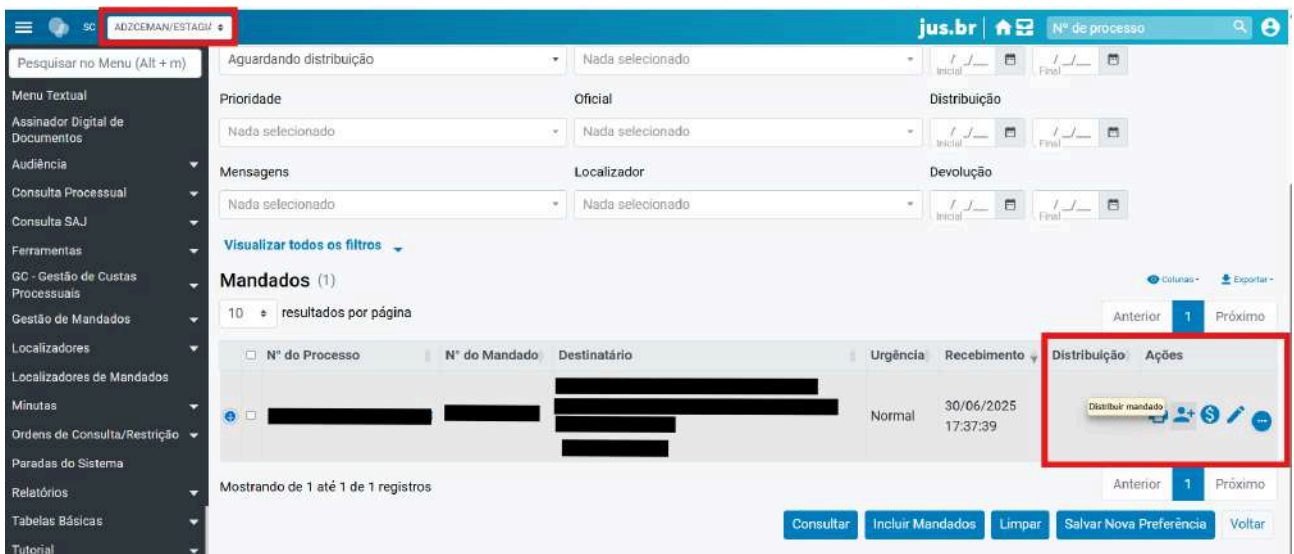 SC ADZCEMAN/ESTAGI jus.br Nº de processo
Pesquisar no Menu (Alt + m)
Menu Textual
Assinador Digital de
Documentos
Audiência
Consulta Processual
Consulta SAJ
Ferramentas
GC - Gestão de Custas
Processuais
Gestão de Mandados
Localizadores
Localizadores de Mandados
Minutas
Ordens de Consulta/Restrição
Paradas do Sistema
Relatórios
Tabelas Básicas
Tutorial
Aguardando distribuição Nada selecionado Inicial Final
Prioridade Oficial Distribuição
Nada selecionado Nada selecionado Inicial Final
Mensagens Localizador Devolução
Nada selecionado Nada selecionado Inicial Final
Visualizar todos os filtros
Mandados (1) Colunas Exportar
10 resultados por página Anterior 1 Próximo
Nº do Processo Nº do Mandado Destinatário Urgência Recebimento Distribuição Ações
Normal 30/06/2025
17:37:39
Distribuir mandado
Mostrando de 1 até 1 de 1 registros Anterior 1 Próximo
Consultar Incluir Mandados Limpar Salvar Nova Preferência Voltar